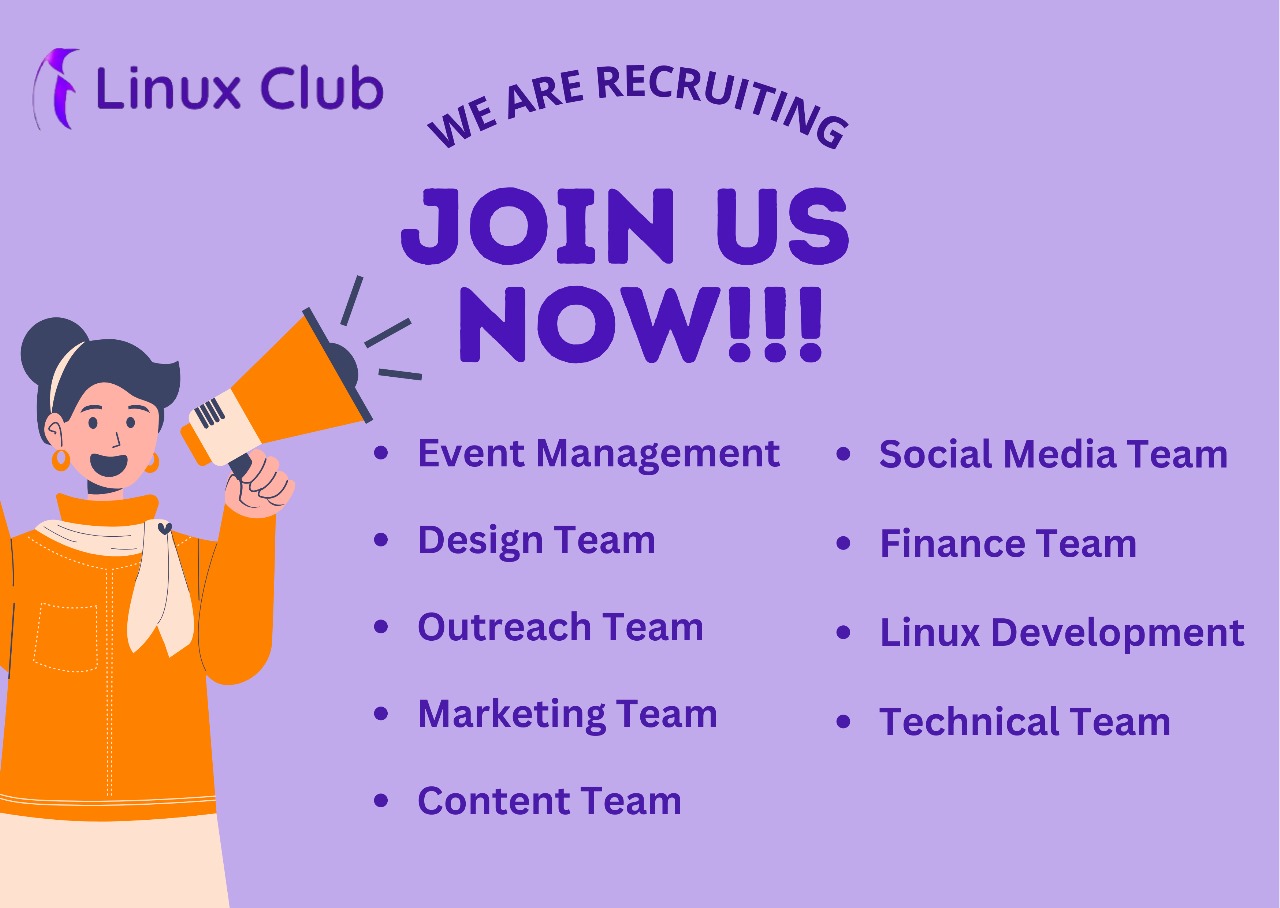 Linux Club
WE ARE RECRUITING
JOIN US
NOW!!!
• Event Management
• Design Team
• Outreach Team
• Marketing Team
• Content Team
• Social Media Team
• Finance Team
• Linux Development
• Technical Team